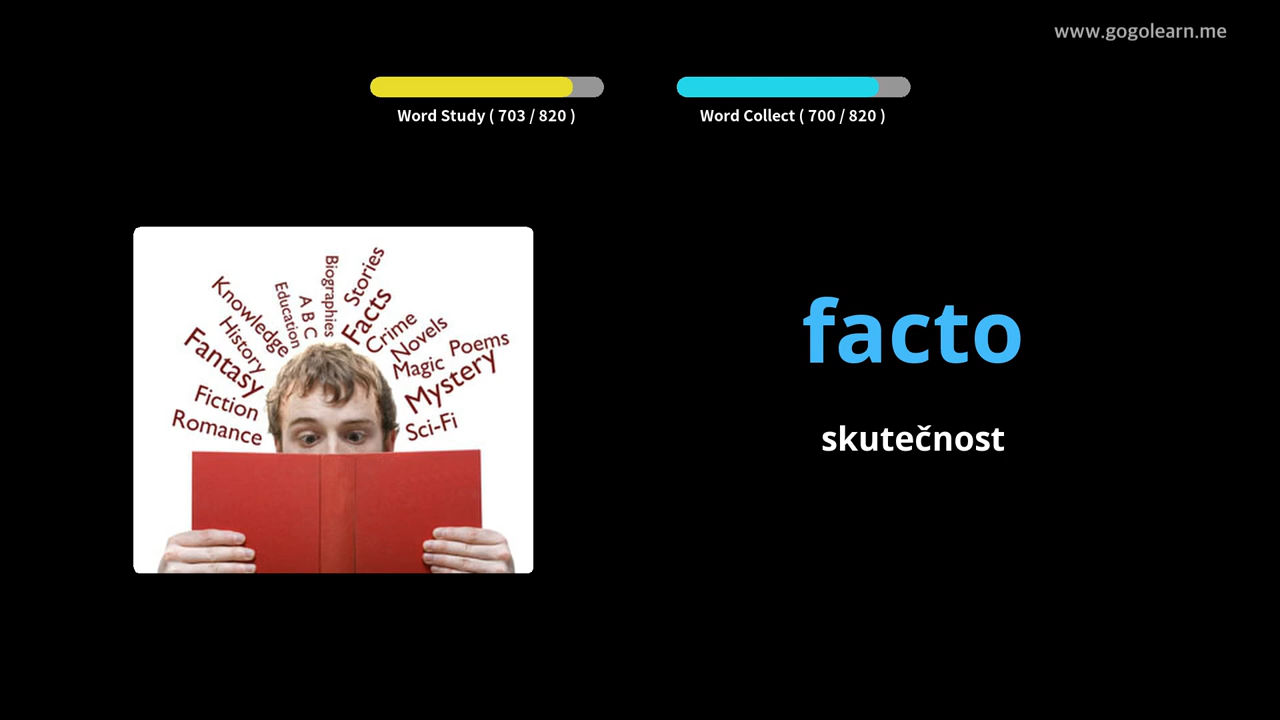 www.gogolearn.me
Word Study ( 703 / 820 )
Word Collect ( 700 / 820 )
Knowledge
History
Fantasy
Fiction
Romance
Education
A B C
Biographies
Stories
Facts
Crime
Novels
Magic
Poems
Mystery
Sci-Fi
facto
skutečnost